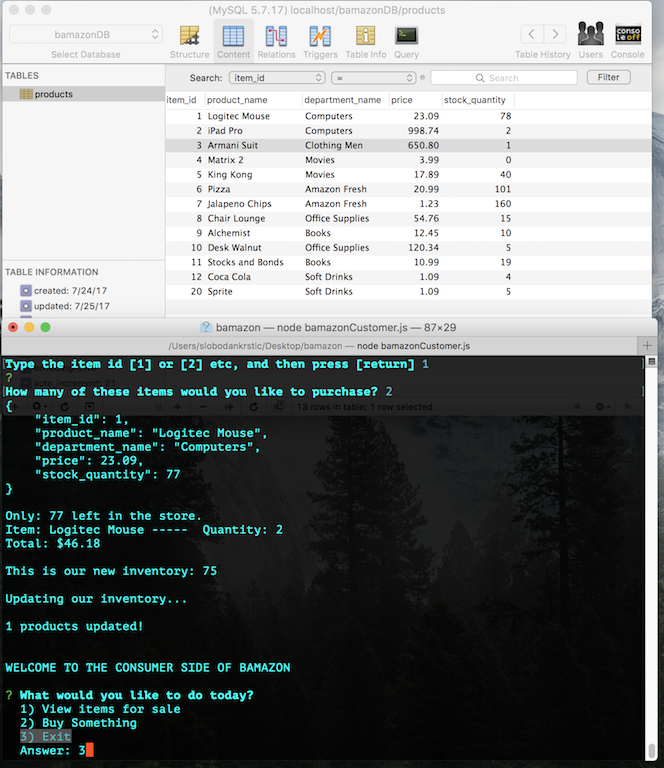 (MySQL 5.7.17) localhost/bamazonDB/products
bamazonDB
Select Database Structure Content Relations Triggers Table Info Query Table History Users Console
conso
le off
TABLES
products
Search: item_id = Search Filter
item_id product_name department_name price stock_quantity
1 Logitec Mouse Computers 23.09 78
2 iPad Pro Computers 998.74 2
3 Armani Suit Clothing Men 650.80 1
4 Matrix 2 Movies 3.99 0
5 King Kong Movies 17.89 40
6 Pizza Amazon Fresh 20.99 101
7 Jalapeno Chips Amazon Fresh 1.23 160
8 Chair Lounge Office Supplies 54.76 15
9 Alchemist Books 12.45 10
10 Desk Walnut Office Supplies 120.34 5
11 Stocks and Bonds Books 10.99 19
12 Coca Cola Soft Drinks 1.09 4
20 Sprite Soft Drinks 1.09 5
TABLE INFORMATION
created: 7/24/17
updated: 7/25/17
bamazon — node bamazonCustomer.js — 87×29
/Users/slobodankrstic/Desktop/bamazon — node bamazonCustomer.js +
[Type the item id [1] or [2] etc, and then press [return] 1 ]
?
auto_increment: 21
[How many of these items would you like to purchase? 2 ]
13 rows in table; 1 row selected
{
"item_id": 1,
"product_name": "Logitec Mouse",
"department_name": "Computers",
"price": 23.09,
"stock_quantity": 77
}
Only: 77 left in the store.
Item: Logitec Mouse ----- Quantity: 2
Total: $46.18
This is our new inventory: 75
Updating our inventory...
1 products updated!
WELCOME TO THE CONSUMER SIDE OF BAMAZON
? What would you like to do today?
1) View items for sale
2) Buy Something
3) Exit
Answer: 3